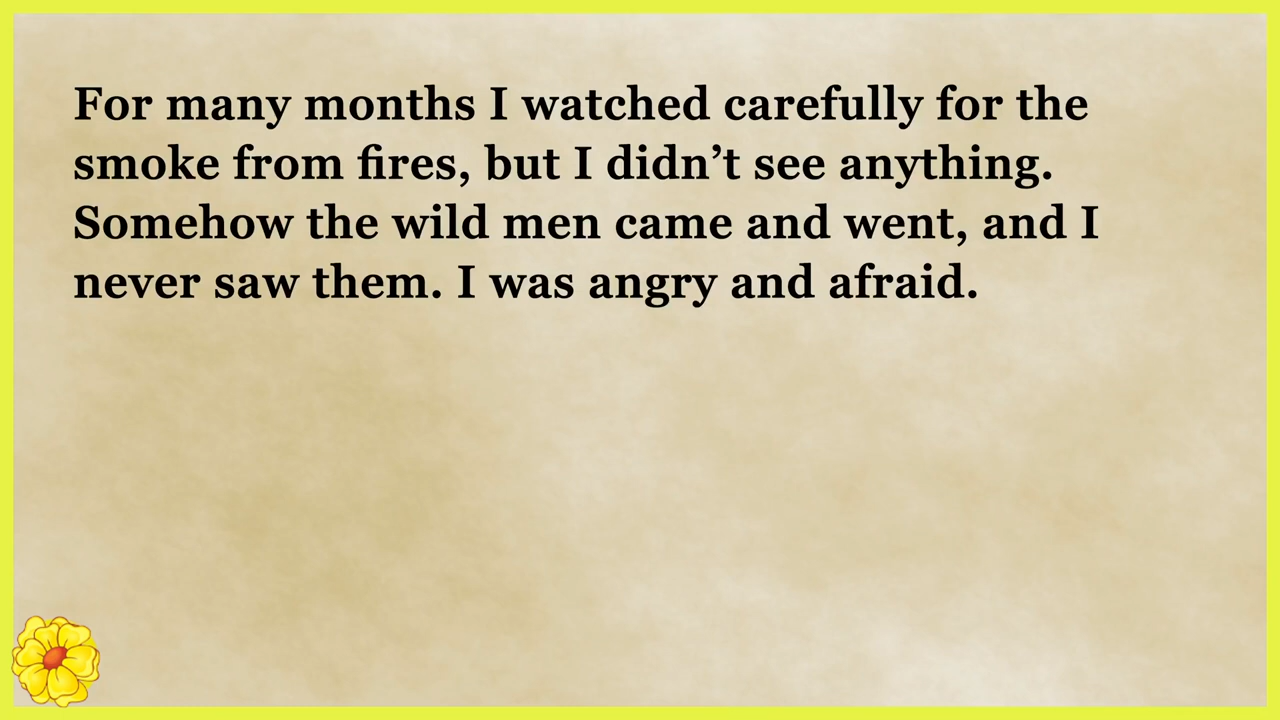 For many months I watched carefully for the
smoke from fires, but I didn’t see anything.
Somehow the wild men came and went, and I
never saw them. I was angry and afraid.